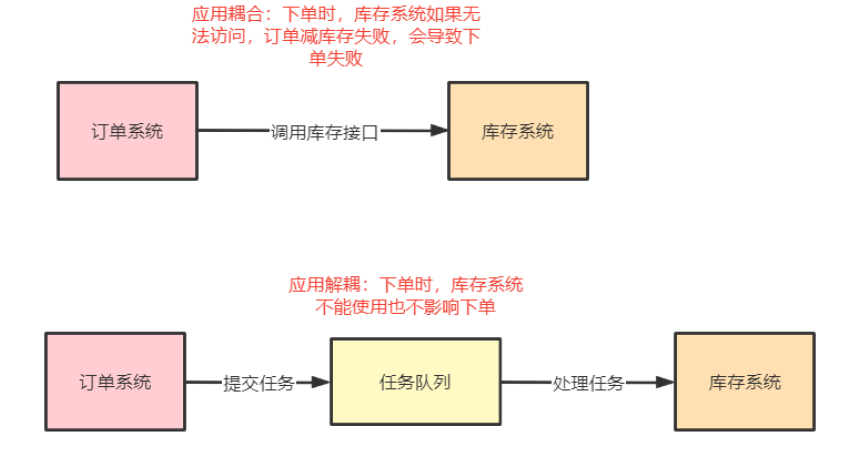 应用耦合：下单时，库存系统如果无
法访问，订单减库存失败，会导致下
单失败
订单系统
调用库存接口
库存系统
应用解耦：下单时，库存系统
不能使用也不影响下单
订单系统
提交任务
任务队列
处理任务
库存系统